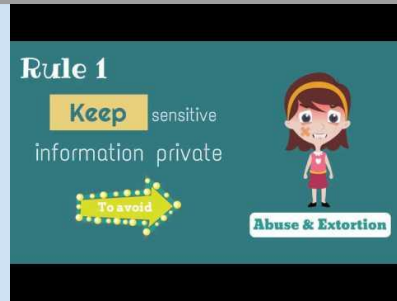 Rule 1
Keep sensitive
information private
To avoid
Abuse & Extortion